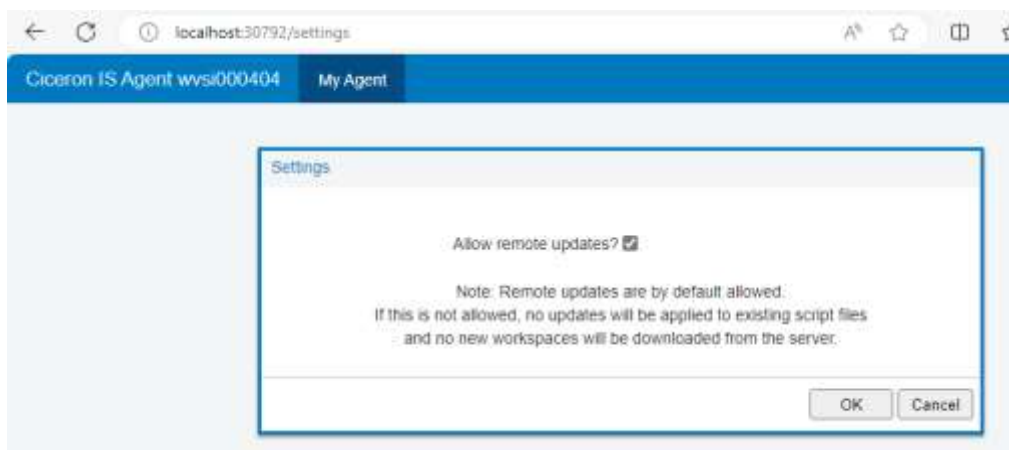 localhost:30792/settings
Ciceron IS Agent wvsi000404 My Agent
Settings
Allow remote updates?
Note: Remote updates are by default allowed.
If this is not allowed, no updates will be applied to existing script files
and no new workspaces will be downloaded from the server.
OK Cancel